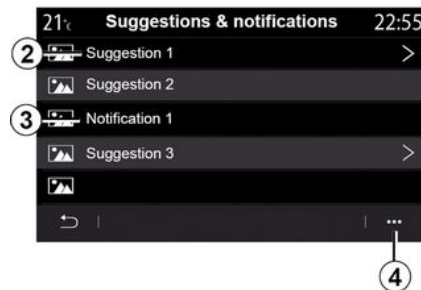 21°c Suggestions & notifications 22:55
2 Suggestion 1
Suggestion 2
3 Notification 1
Suggestion 3
4